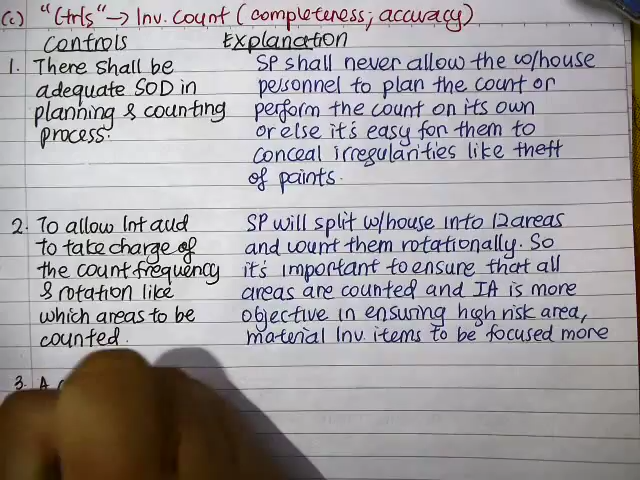 (c) "Ctrls" → Inv. Count (completeness; accuracy)
Controls Explanation
1. There shall be SP shall never allow the w/house
adequate SOD in personnel to plan the count or
planning & counting perform the count on its own
process. or else it's easy for them to
conceal irregularities like theft
of paints.
2. To allow Int aud SP will split w/house into 12 areas
to take charge of and count them rotationally. So
the count frequency it's important to ensure that all
& rotation like areas are counted and IA is more
which areas to be objective in ensuring high risk area,
counted. material Inv. items to be focused more
3. A